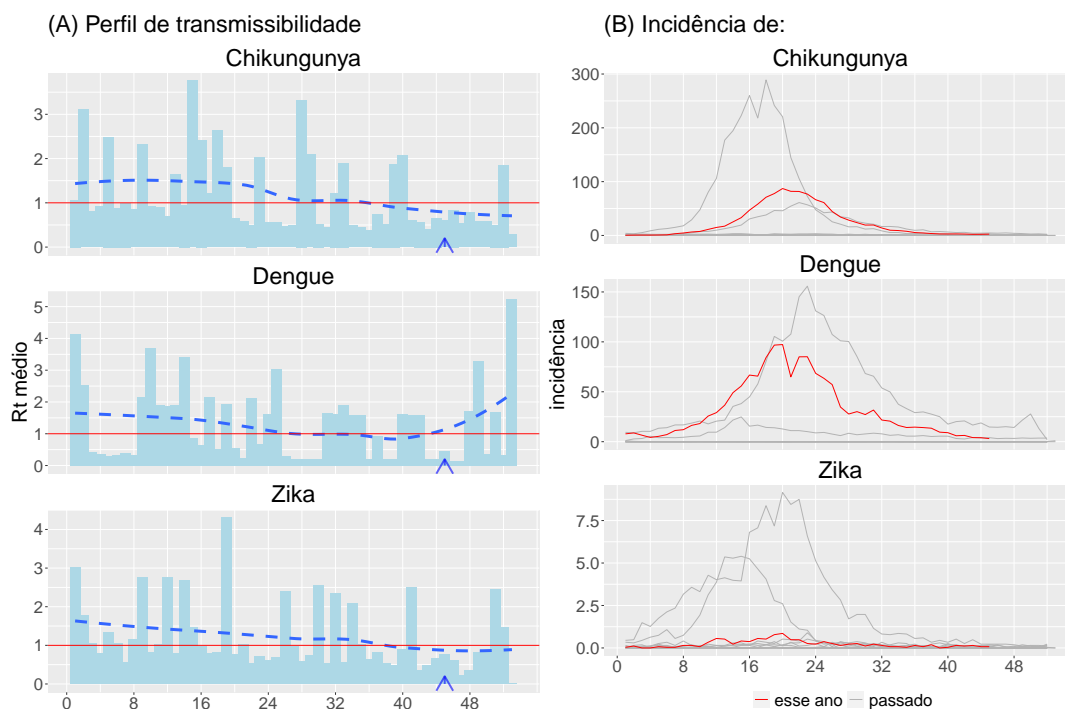 (A) Perfil de transmissibilidade
Chikungunya
3
2
1
0
Dengue
5
4
3
2
1
0
Rt médio
Zika
4
3
2
1
0
0 8 16 24 32 40 48
(B) Incidência de:
Chikungunya
300
200
100
0
Dengue
150
100
50
0
incidência
Zika
7.5
5.0
2.5
0.0
0 8 16 24 32 40 48
esse ano passado